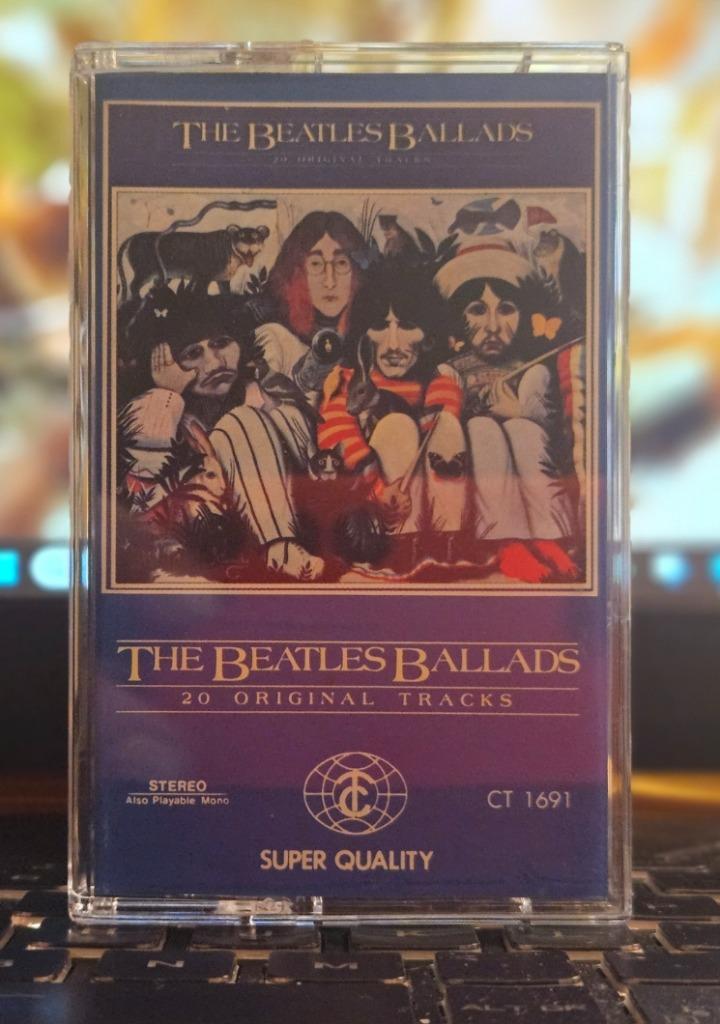 THE BEATLES BALLADS
20 ORIGINAL TRACKS
THE BEATLES BALLADS
20 ORIGINAL TRACKS
STEREO
Also Playable Mono
CT 1691
SUPER QUALITY